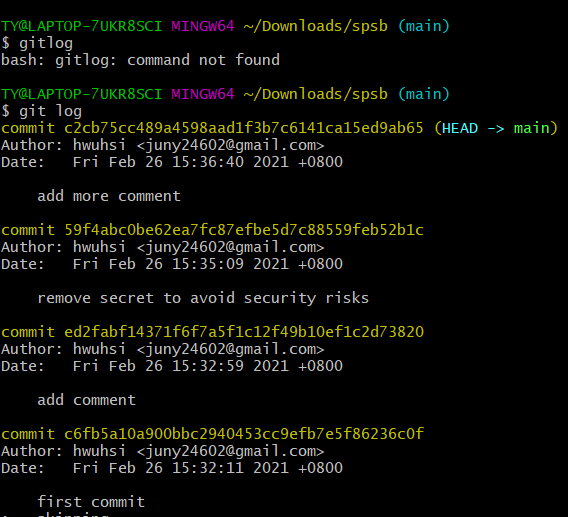 TY@LAPTOP-7UKR8SCI MINGW64 ~/Downloads/spsb (main)
$ gitlog
bash: gitlog: command not found
TY@LAPTOP-7UKR8SCI MINGW64 ~/Downloads/spsb (main)
$ git log
commit c2cb75cc489a4598aad1f3b7c6141ca15ed9ab65 (HEAD -> main)
Author: hwuhsi <juny24602@gmail.com>
Date:   Fri Feb 26 15:36:40 2021 +0800
add more comment
commit 59f4abc0be62ea7fc87efbe5d7c88559feb52b1c
Author: hwuhsi <juny24602@gmail.com>
Date:   Fri Feb 26 15:35:09 2021 +0800
remove secret to avoid security risks
commit ed2fabf14371f6f7a5f1c12f49b10ef1c2d73820
Author: hwuhsi <juny24602@gmail.com>
Date:   Fri Feb 26 15:32:59 2021 +0800
add comment
commit c6fb5a10a900bbc2940453cc9efb7e5f86236c0f
Author: hwuhsi <juny24602@gmail.com>
Date:   Fri Feb 26 15:32:11 2021 +0800
first commit
skipping